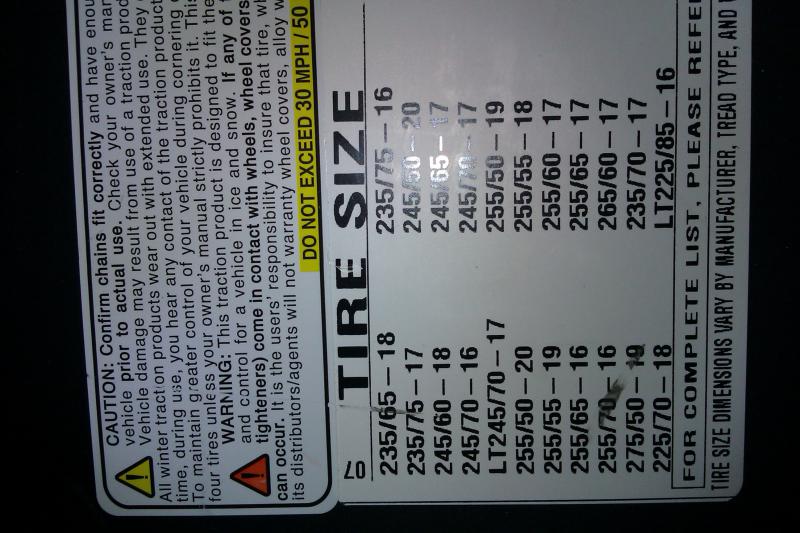 CAUTION: Confirm chains fit correctly and have enou
vehicle prior to actual use. Check your owner's man
Vehicle damage may result from use of a traction prod
All winter traction products wear out with extended use. They
time, during use, you hear any contact of the traction product
To maintain greater control of your vehicle during cornering
four tires unless your owner's manual strictly prohibits it. This
WARNING: This traction product is designed to fit the
and control for a vehicle in ice and snow. If any of
tighteners) come in contact with wheels, wheel covers
can occur. It is the users' responsibility to insure that tire, wh
its distributors/agents will not warranty wheel covers, alloy w
DO NOT EXCEED 30 MPH / 50
TIRE SIZE
235/65-18 235/75-16
235/75-17 245/50-20
245/60-18 245/65-17
245/70-16 245/70-17
LT245/70-17 255/50-19
255/50-20 255/55-18
255/55-19 255/60-17
255/65-16 255/65-17
255/70-16 265/60-17
275/50-19 235/70-17
225/70-18 LT225/85-16
FOR COMPLETE LIST, PLEASE REFER
TIRE SIZE DIMENSIONS VARY BY MANUFACTURER, TREAD TYPE, AND